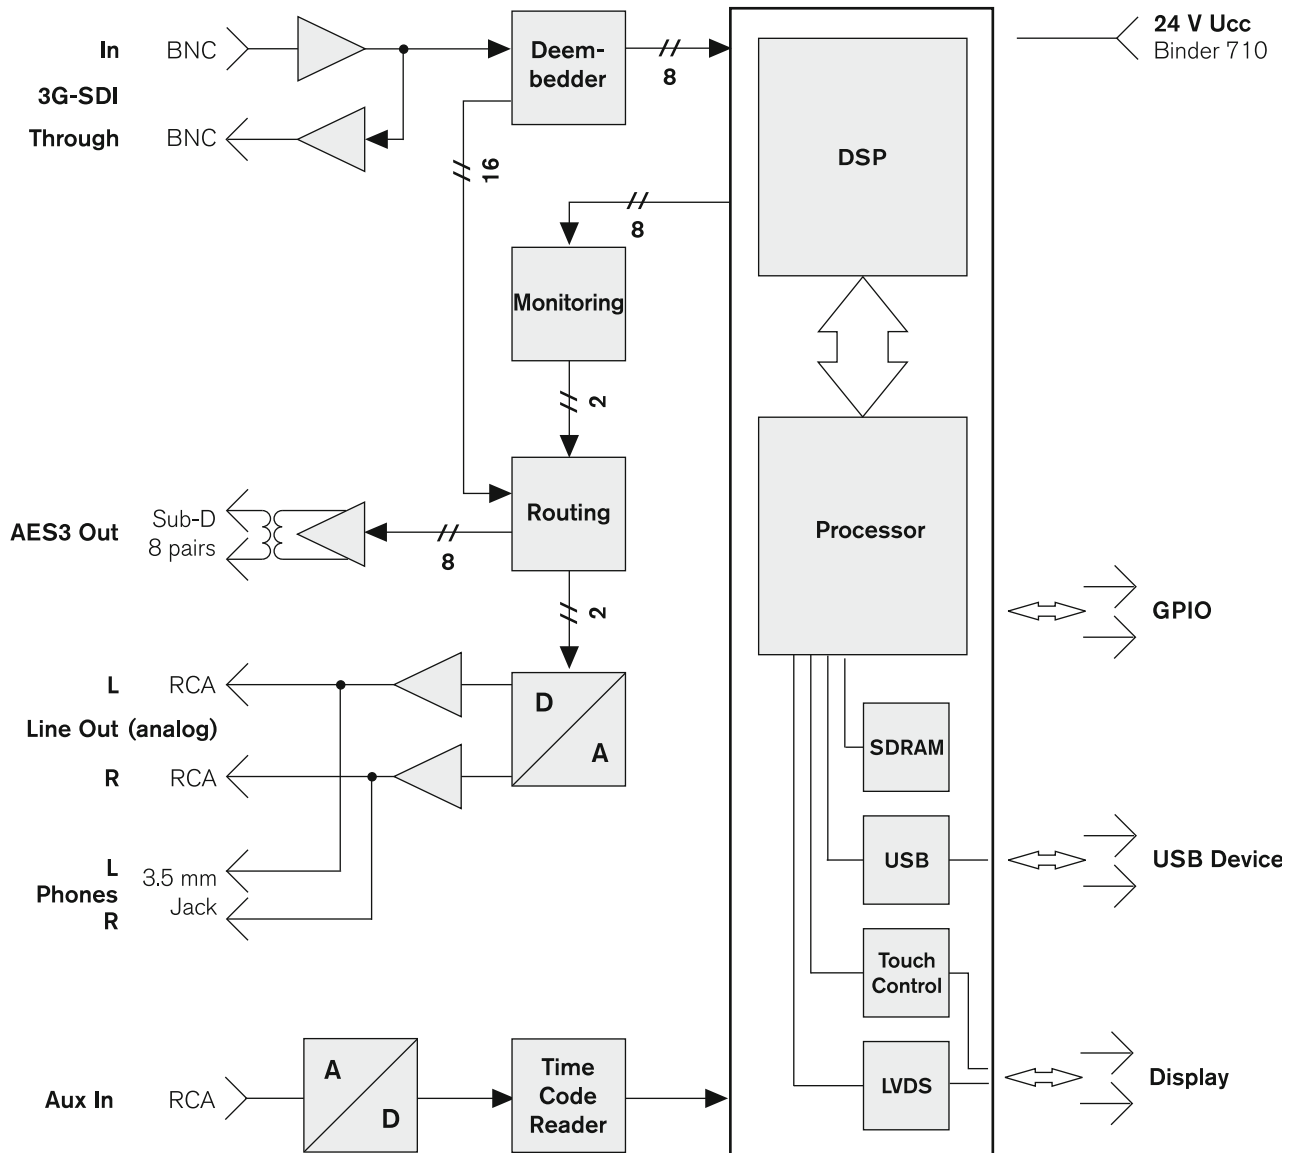 In BNC
3G-SDI
Through BNC
Deem-
bedder
8
16
8
DSP
24 V Ucc
Binder 710
Monitoring
2
Routing
Processor
AES3 Out
Sub-D
8 pairs
8
2
GPIO
L RCA
Line Out (analog)
R RCA
D
A
SDRAM
L
Phones
R
3.5 mm
Jack
USB
USB Device
Touch
Control
LVDS
Display
Aux In RCA
A
D
Time
Code
Reader